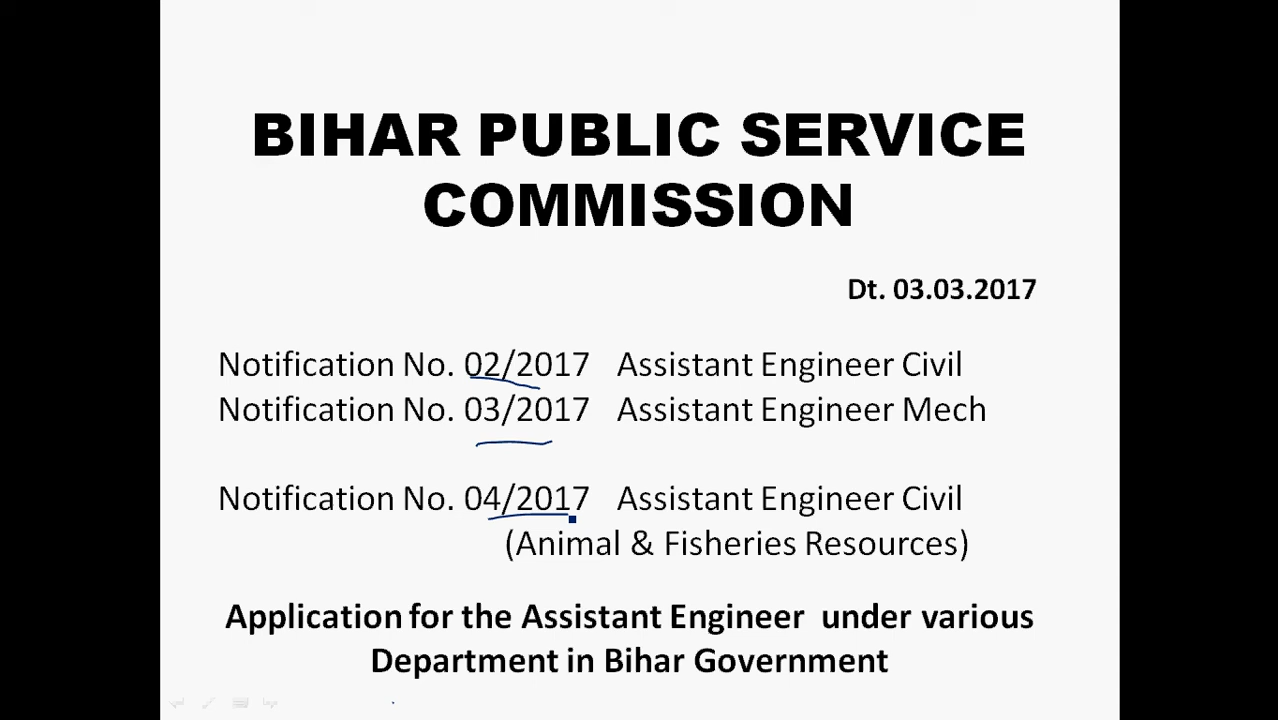 BIHAR PUBLIC SERVICE
COMMISSION
Dt. 03.03.2017
Notification No. 02/2017 Assistant Engineer Civil
Notification No. 03/2017 Assistant Engineer Mech
Notification No. 04/2017 Assistant Engineer Civil
(Animal & Fisheries Resources)
Application for the Assistant Engineer under various
Department in Bihar Government